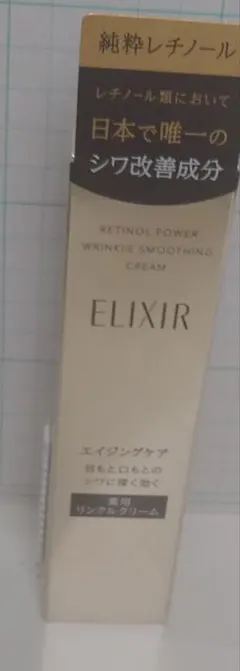 純粋レチノール
レチノール類において
日本で唯一の
シワ改善成分
RETINOL POWER
WRINKLE SMOOTHING
CREAM
ELIXIR
エイジングケア
目もと口もとの
シワに深く効く
薬用
リンクルクリーム